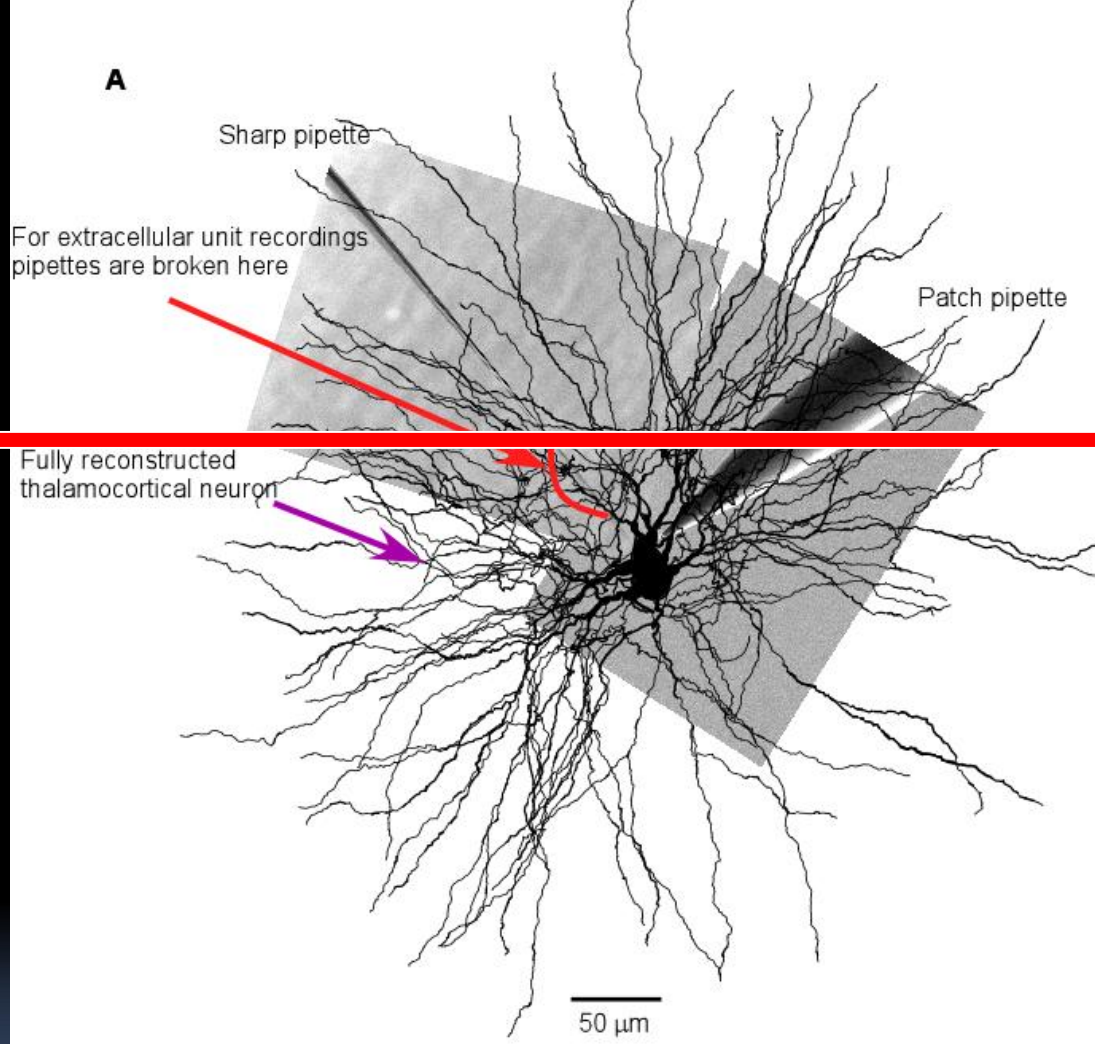 A
Sharp pipette
For extracellular unit recordings
pipettes are broken here
Patch pipette
Fully reconstructed
thalamocortical neuron
50 μm